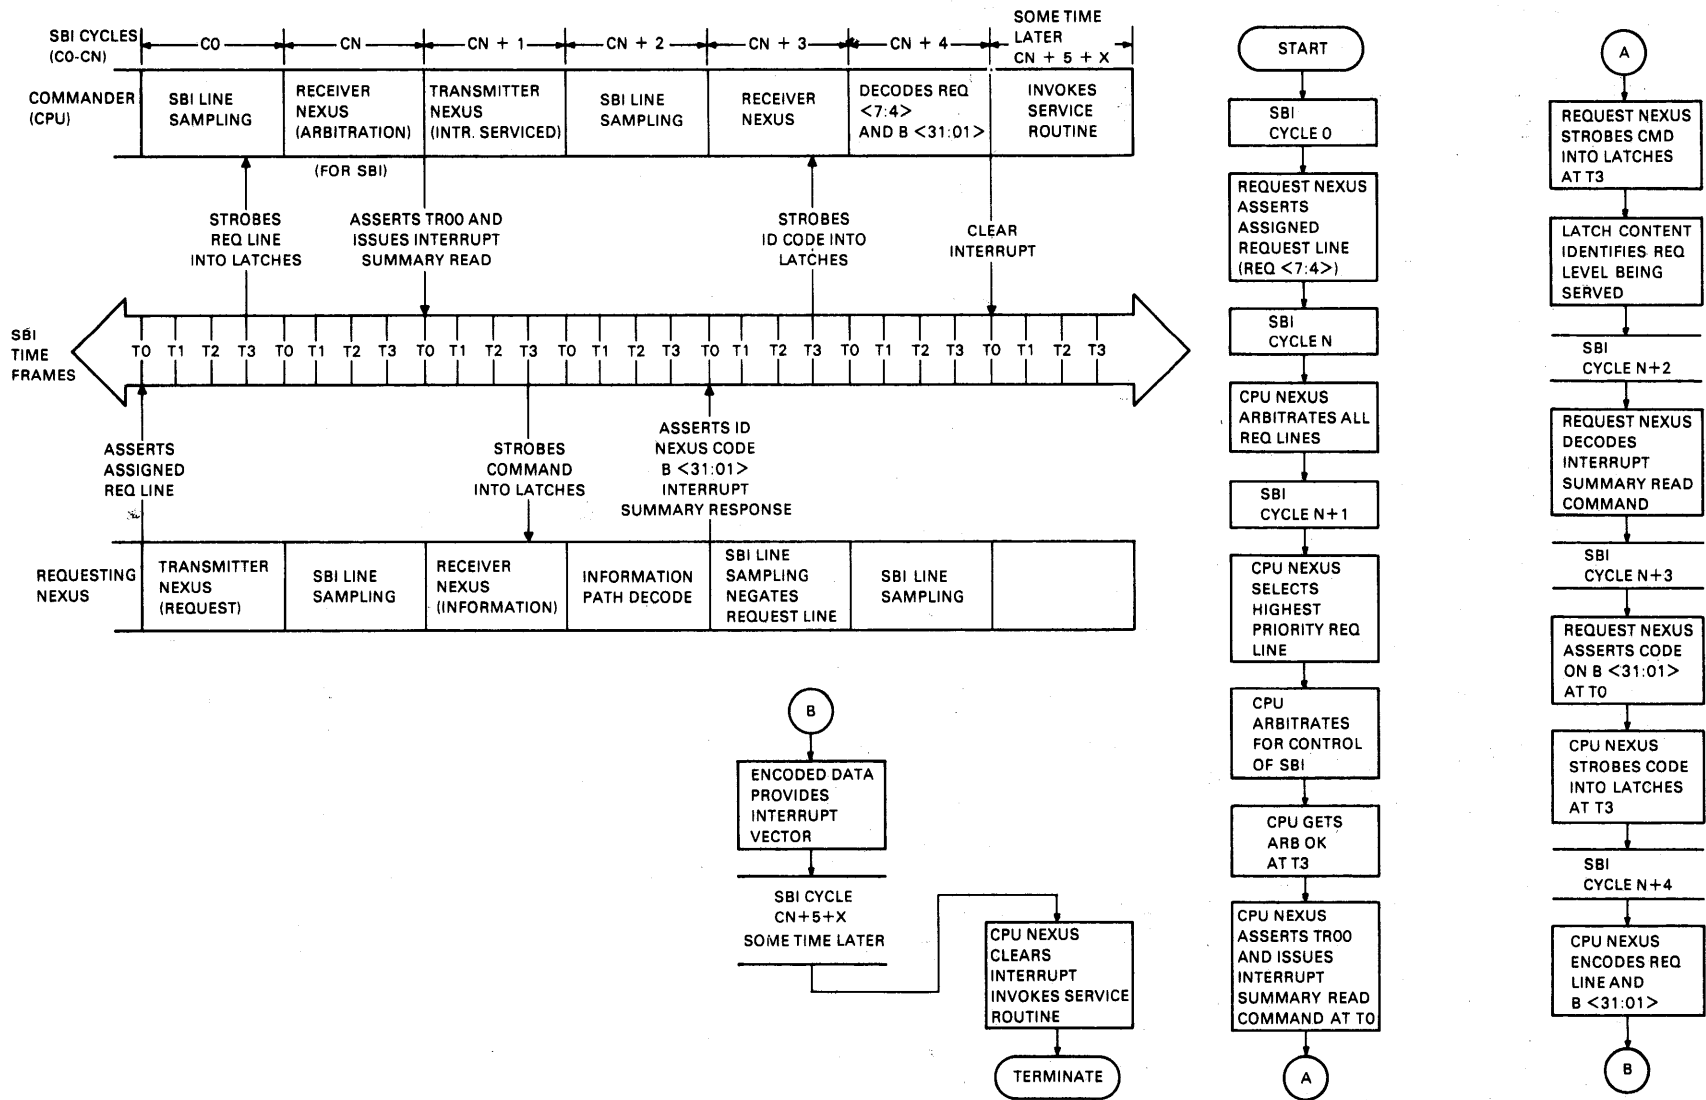 SBI CYCLES
(C0-CN)
C0
CN
CN + 1
CN + 2
CN + 3
CN + 4
SOME TIME
LATER
CN + 5 + X
COMMANDER
(CPU)
SBI LINE
SAMPLING
RECEIVER
NEXUS
(ARBITRATION)
(FOR SBI)
TRANSMITTER
NEXUS
(INTR. SERVICED)
SBI LINE
SAMPLING
RECEIVER
NEXUS
DECODES REQ
<7:4>
AND B <31:01>
INVOKES
SERVICE
ROUTINE
STROBES
REQ LINE
INTO LATCHES
ASSERTS TR00 AND
ISSUES INTERRUPT
SUMMARY READ
STROBES
ID CODE INTO
LATCHES
CLEAR
INTERRUPT
SBI
TIME
FRAMES
T0 T1 T2 T3 T0 T1 T2 T3 T0 T1 T2 T3 T0 T1 T2 T3 T0 T1 T2 T3 T0 T1 T2 T3 T0 T1 T2 T3
ASSERTS
ASSIGNED
REQ LINE
STROBES
COMMAND
INTO LATCHES
ASSERTS ID
NEXUS CODE
B <31:01>
INTERRUPT
SUMMARY RESPONSE
REQUESTING
NEXUS
TRANSMITTER
NEXUS
(REQUEST)
SBI LINE
SAMPLING
RECEIVER
NEXUS
(INFORMATION)
INFORMATION
PATH DECODE
SBI LINE
SAMPLING
NEGATES
REQUEST LINE
SBI LINE
SAMPLING
START
SBI
CYCLE 0
REQUEST NEXUS
ASSERTS
ASSIGNED
REQUEST LINE
(REQ <7:4>)
SBI
CYCLE N
CPU NEXUS
ARBITRATES ALL
REQ LINES
SBI
CYCLE N+1
CPU NEXUS
SELECTS
HIGHEST
PRIORITY REQ
LINE
CPU
ARBITRATES
FOR CONTROL
OF SBI
CPU GETS
ARB OK
AT T3
CPU NEXUS
ASSERTS TR00
AND ISSUES
INTERRUPT
SUMMARY READ
COMMAND AT T0
A
A
REQUEST NEXUS
STROBES CMD
INTO LATCHES
AT T3
LATCH CONTENT
IDENTIFIES REQ
LEVEL BEING
SERVED
SBI
CYCLE N+2
REQUEST NEXUS
DECODES
INTERRUPT
SUMMARY READ
COMMAND
SBI
CYCLE N+3
REQUEST NEXUS
ASSERTS CODE
ON B <31:01>
AT T0
CPU NEXUS
STROBES CODE
INTO LATCHES
AT T3
SBI
CYCLE N+4
CPU NEXUS
ENCODES REQ
LINE AND
B <31:01>
B
B
ENCODED DATA
PROVIDES
INTERRUPT
VECTOR
SBI CYCLE
CN+5+X
SOME TIME LATER
CPU NEXUS
CLEARS
INTERRUPT
INVOKES SERVICE
ROUTINE
TERMINATE